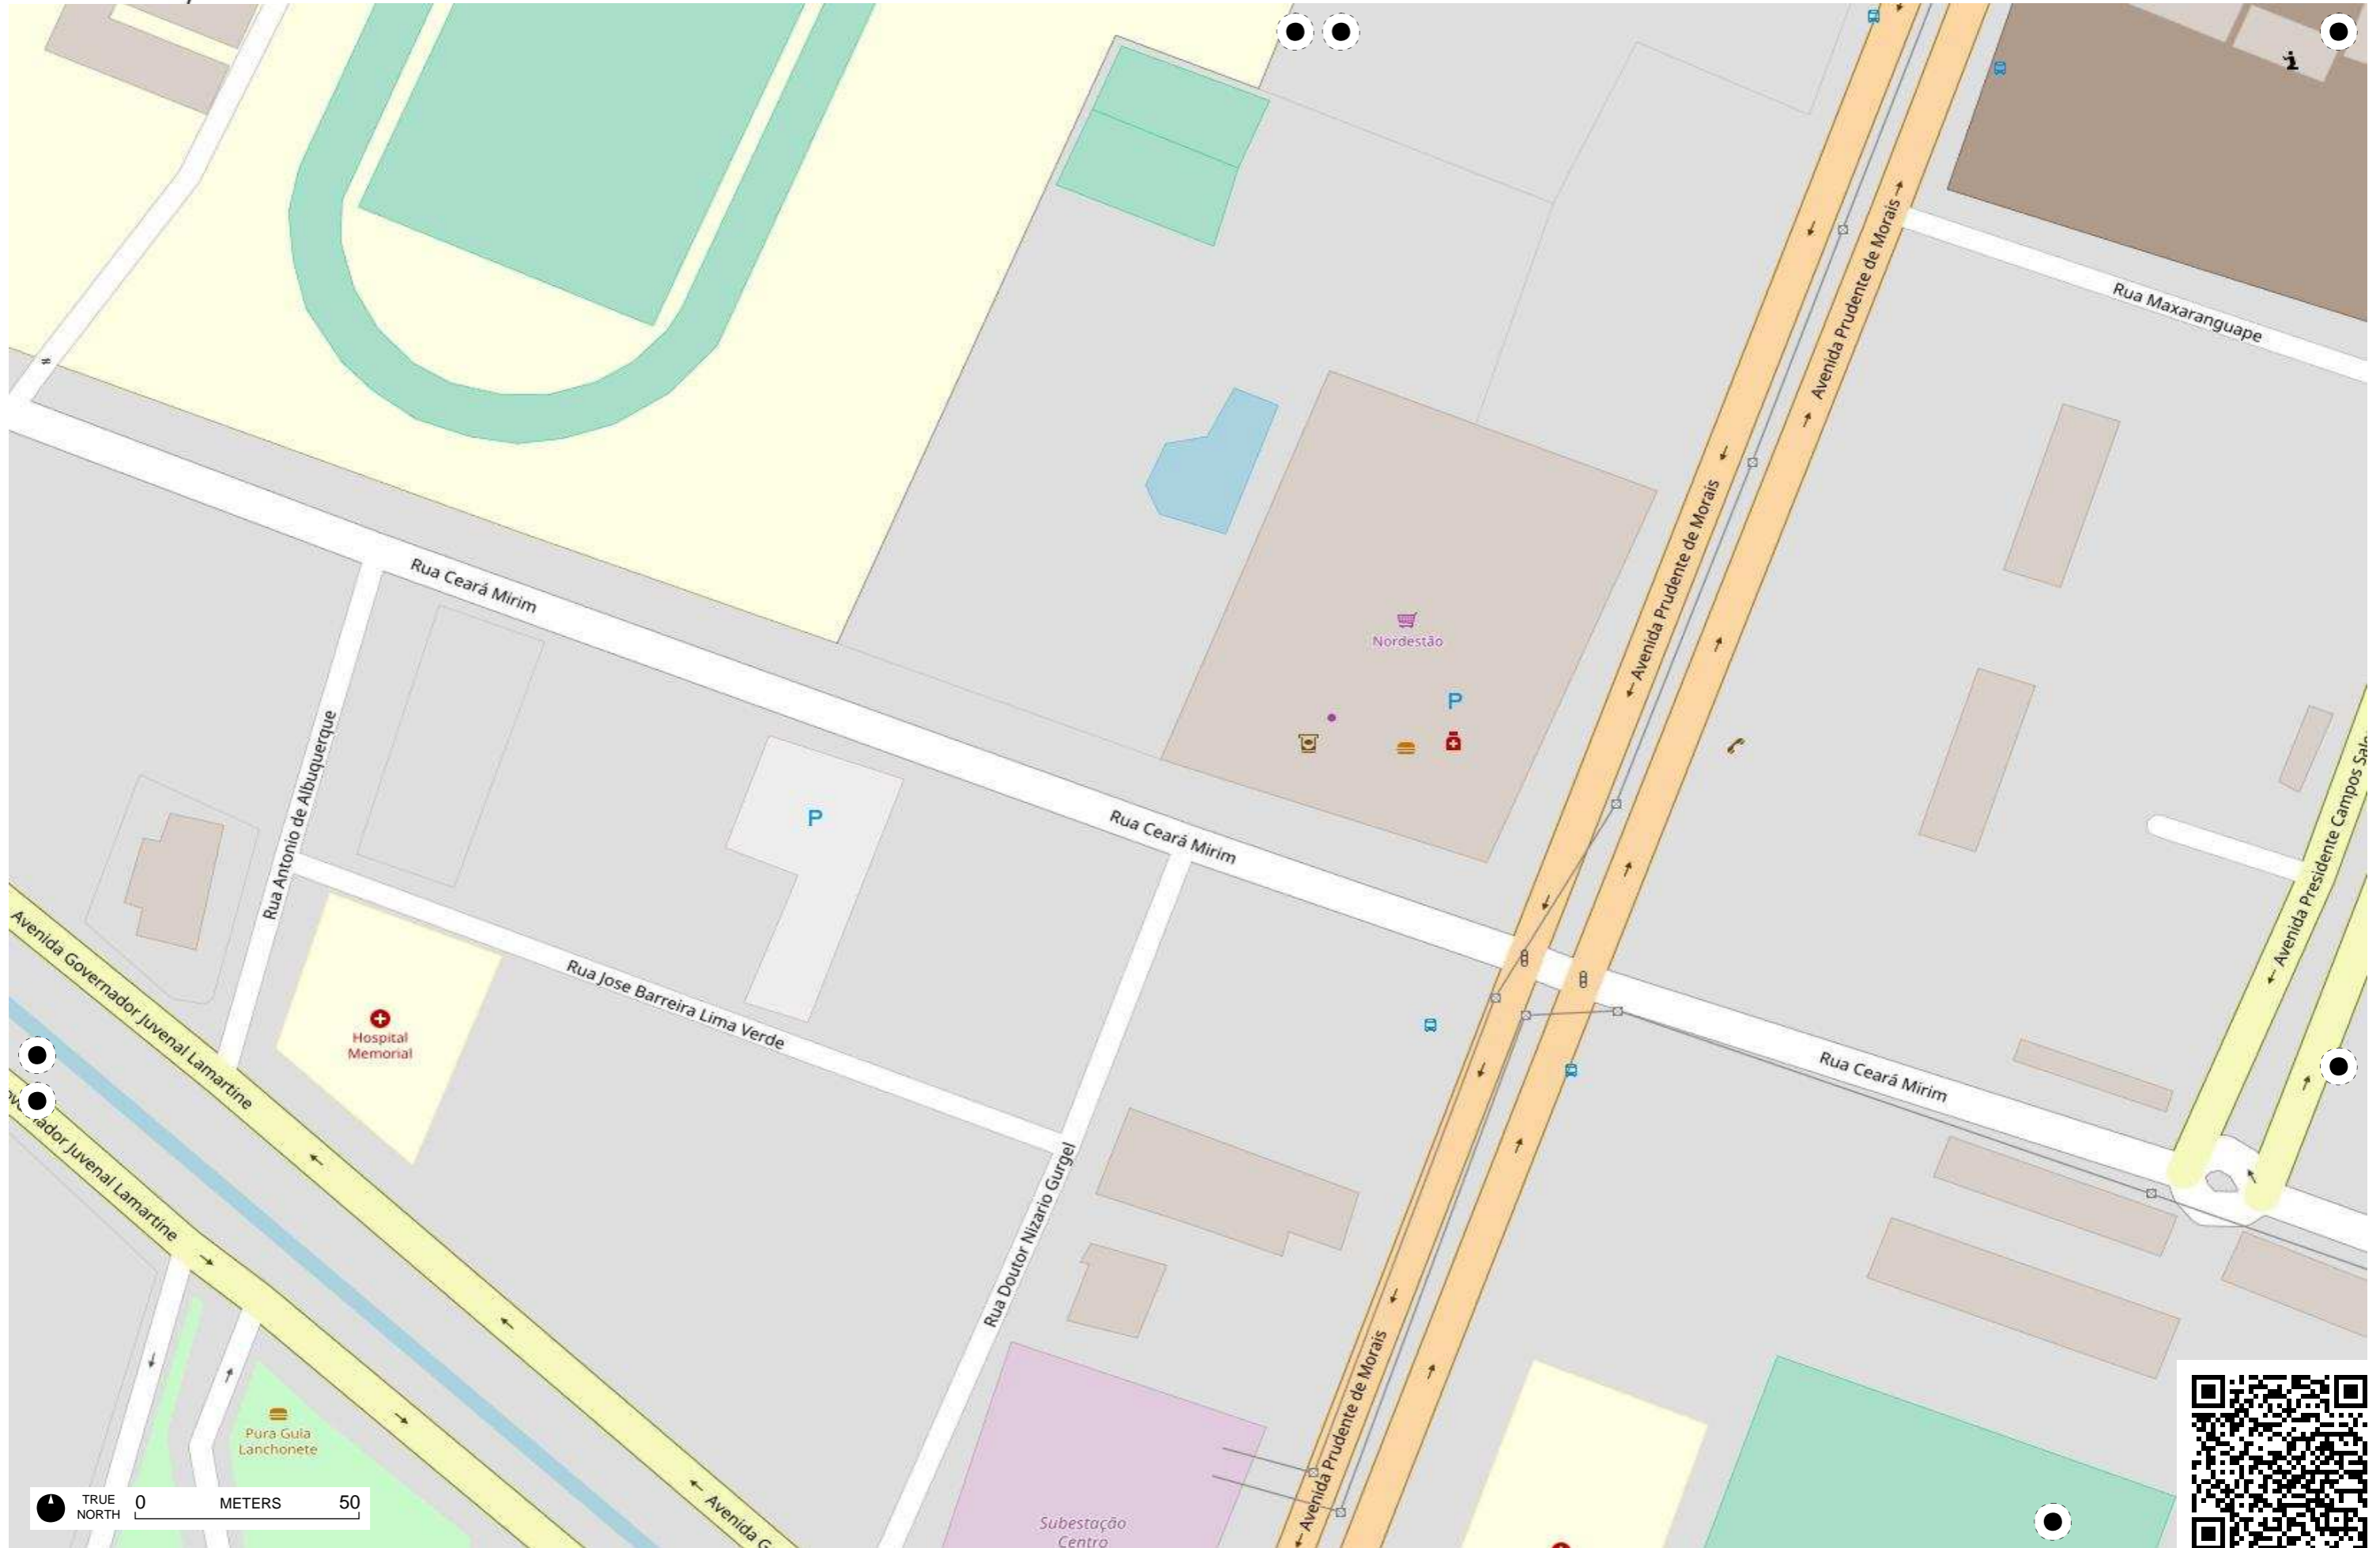 Avenida Prudente de Morais
Rua Maxaranguape
Avenida Prudente de Morais
Rua Ceará Mirim
Nordestão
P
Rua Antonio de Albuquerque
P
Rua Ceará Mirim
Avenida Presidente Campos
Avenida Governador Juvenal Lamartine
Rua Jose Barreira Lima Verde
Hospital
Memorial
Rua Ceará Mirim
Juvenal Lamartine
Rua Doutor Nizario Gurgel
Avenida Prudente de Morais
Pura Gula
Lanchonete
Avenida G
Subestação
Centro
TRUE
NORTH
0 METERS 50